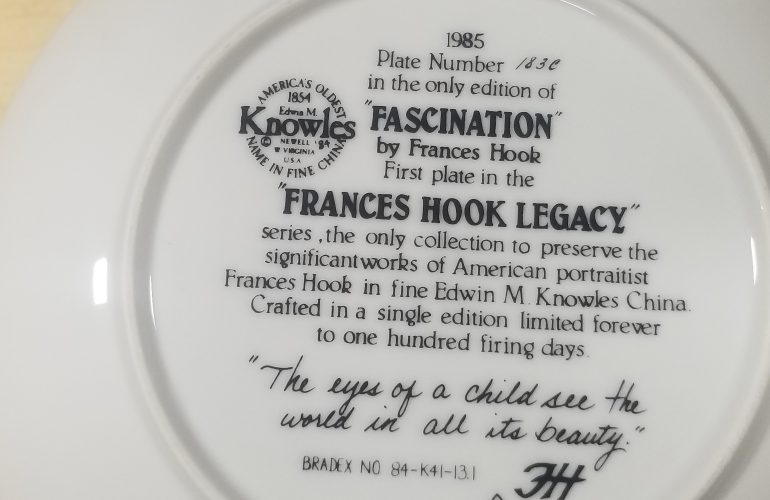 1985
Plate Number 183C
in the only edition of
"FASCINATION"
by Frances Hook
First plate in the
"FRANCES HOOK LEGACY"
series , the only collection to preserve the
significant works of American portraitist
Frances Hook in fine Edwin M. Knowles China.
Crafted in a single edition limited forever
to one hundred firing days.
"The eyes of a child see the
world in all its beauty."
BRADEX NO 84-K41-13.1
FH
AMERICA'S OLDEST
1854
Edwin M.
Knowles
© NEWELL '84
W VIRGINIA
U.S.A
NAME IN FINE CHINA